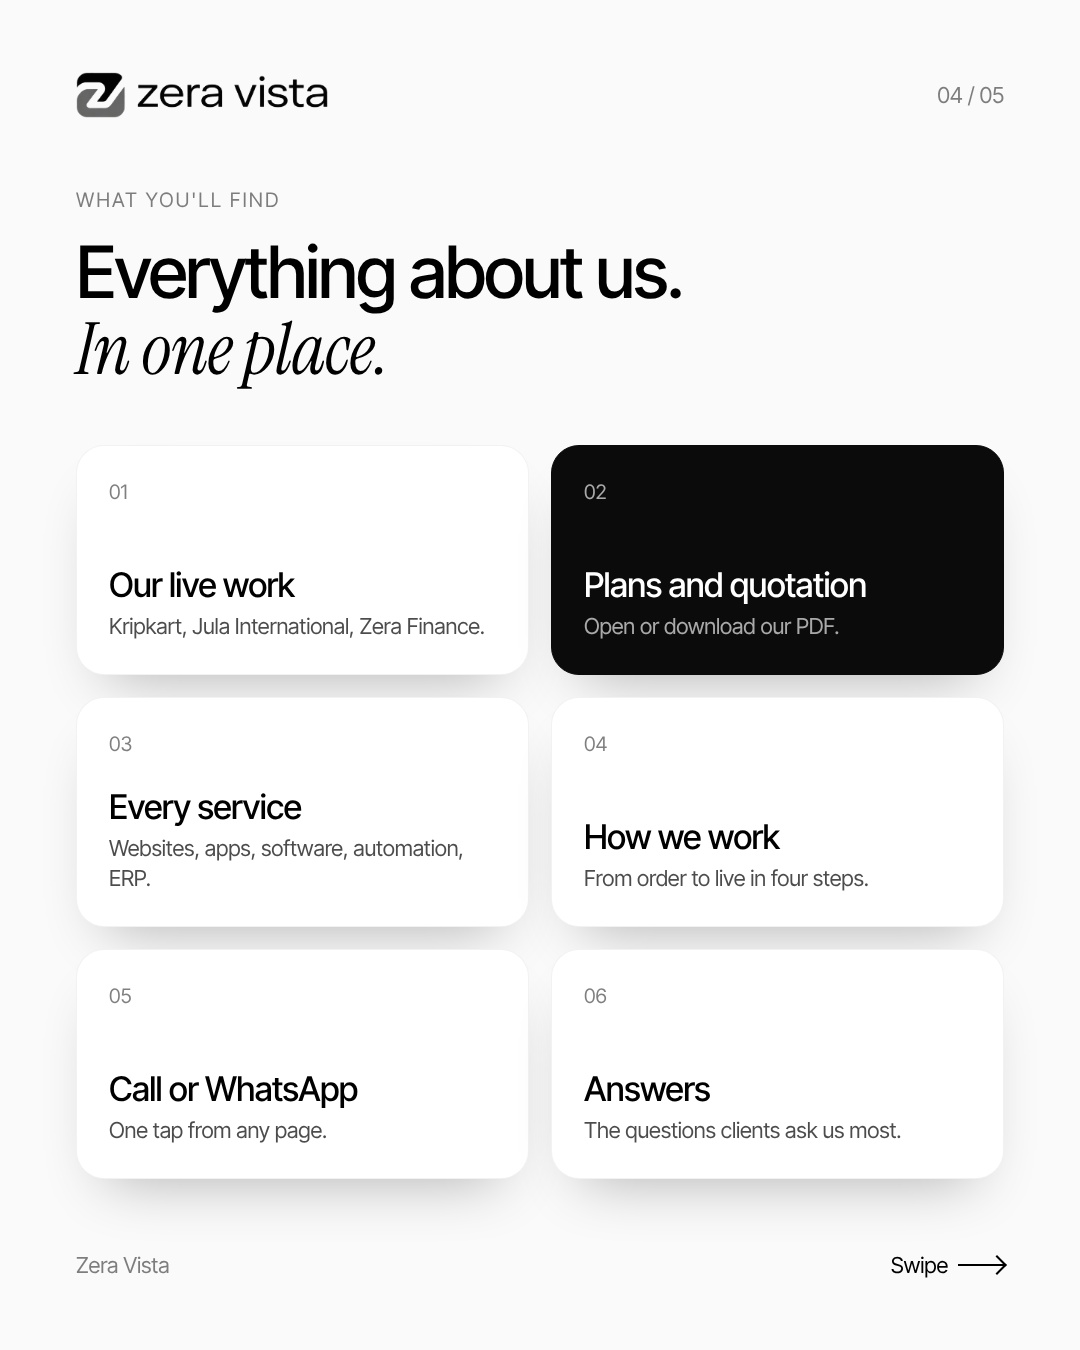 zera vista
04 / 05
WHAT YOU'LL FIND
Everything about us.
In one place.
01
Our live work
Kripkart, Jula International, Zera Finance.
02
Plans and quotation
Open or download our PDF.
03
Every service
Websites, apps, software, automation,
ERP.
04
How we work
From order to live in four steps.
05
Call or WhatsApp
One tap from any page.
06
Answers
The questions clients ask us most.
Zera Vista
Swipe